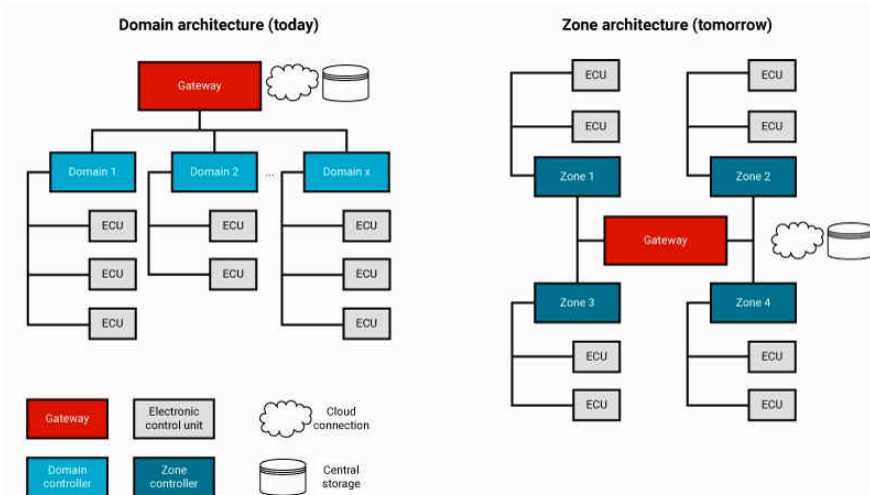 Domain architecture (today)
Gateway
Domain 1
Domain 2
...
Domain x
ECU
ECU
ECU
ECU
ECU
ECU
ECU
ECU
Zone architecture (tomorrow)
ECU
ECU
ECU
ECU
Zone 1
Zone 2
Gateway
Zone 3
Zone 4
ECU
ECU
ECU
ECU
Gateway
Electronic
control unit
Cloud
connection
Domain
controller
Zone
controller
Central
storage